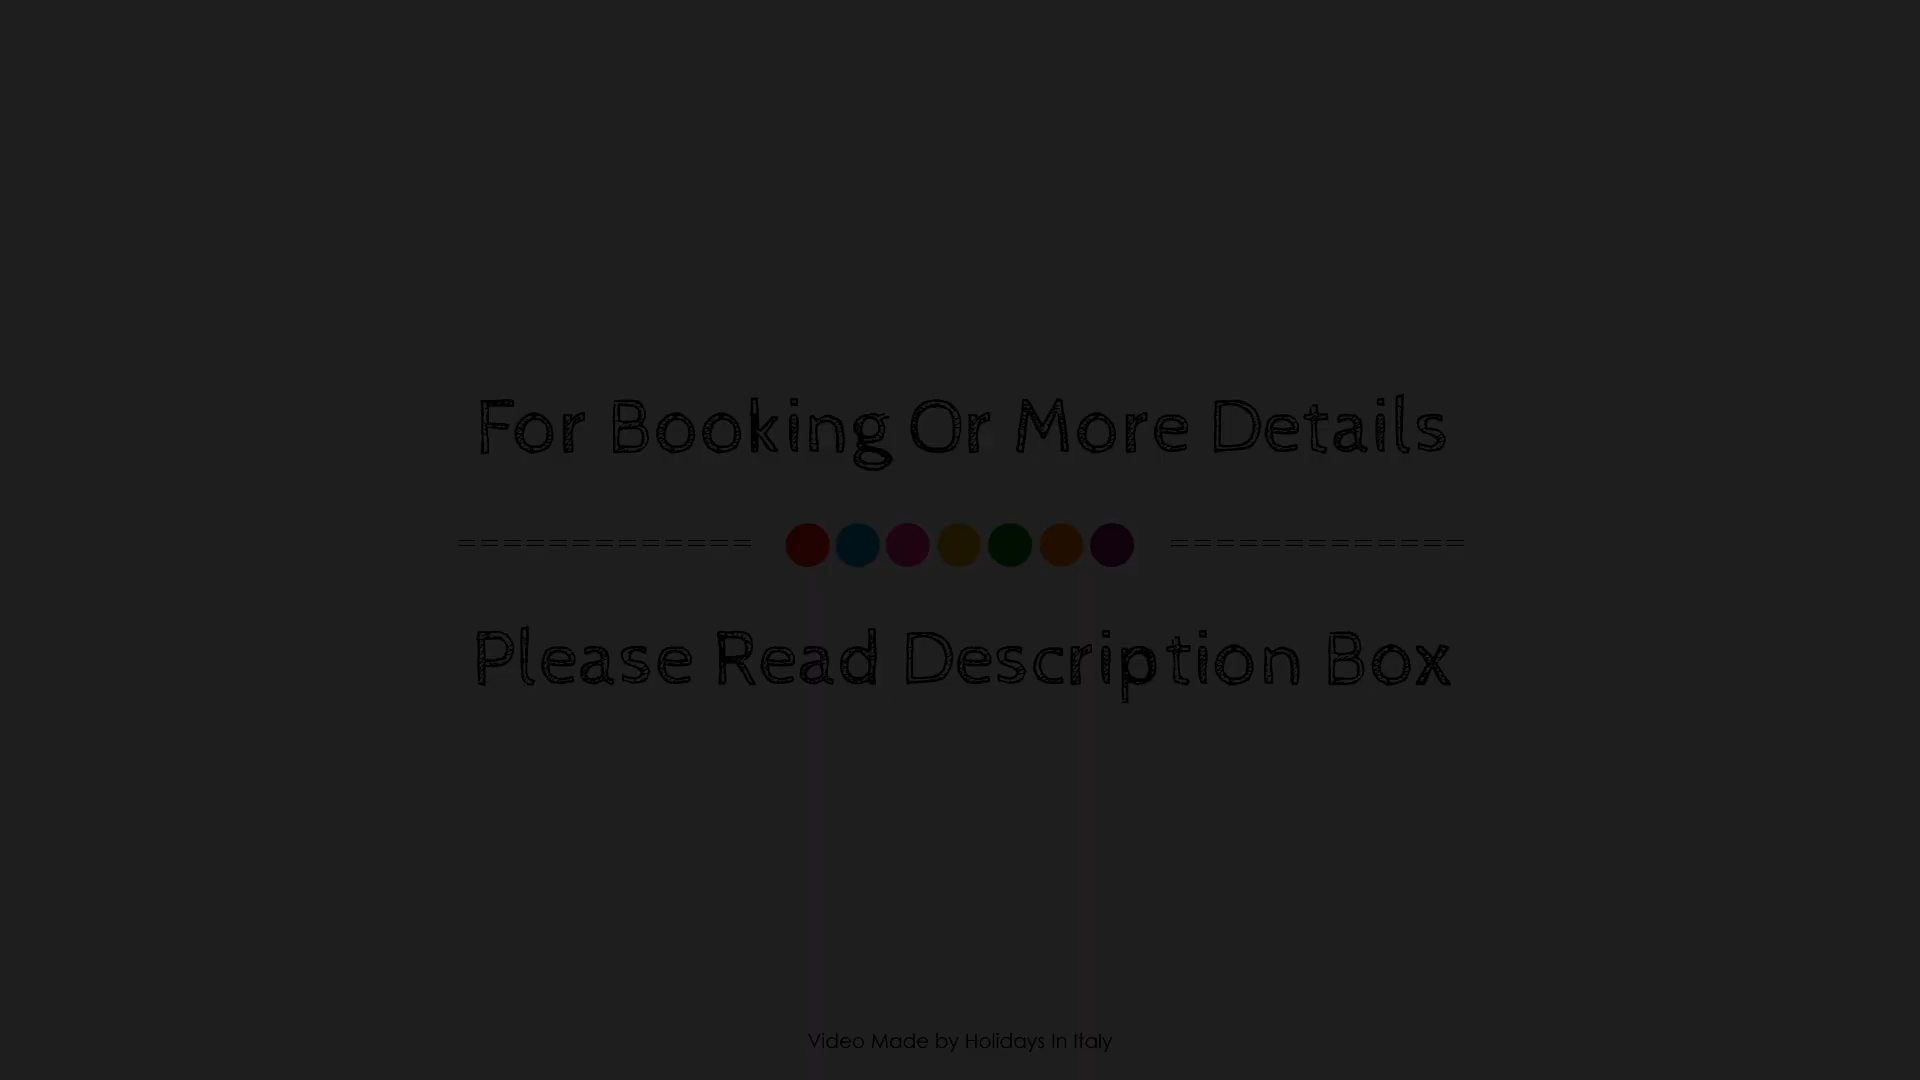 For Booking Or More Details
============= =============
Please Read Description Box
Video Made by Holidays In Italy